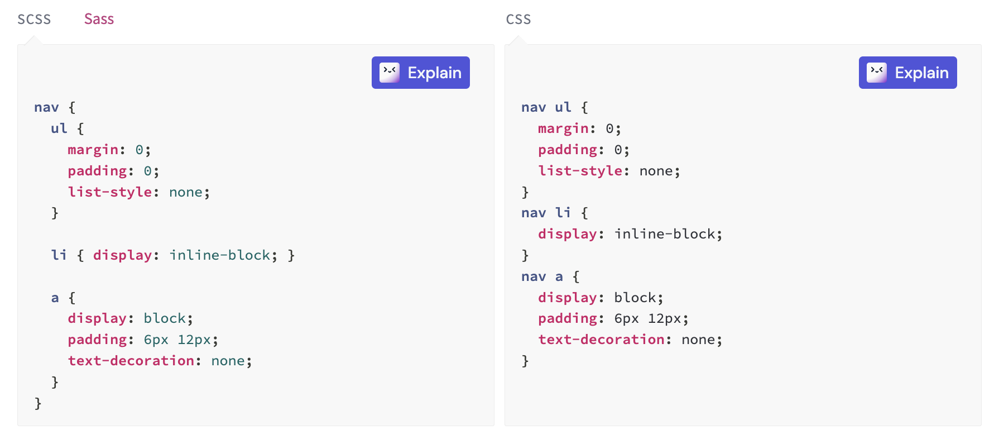 SCSS Sass
Explain
nav {
  ul {
    margin: 0;
    padding: 0;
    list-style: none;
  }

  li { display: inline-block; }

  a {
    display: block;
    padding: 6px 12px;
    text-decoration: none;
  }
}
CSS
Explain
nav ul {
  margin: 0;
  padding: 0;
  list-style: none;
}
nav li {
  display: inline-block;
}
nav a {
  display: block;
  padding: 6px 12px;
  text-decoration: none;
}